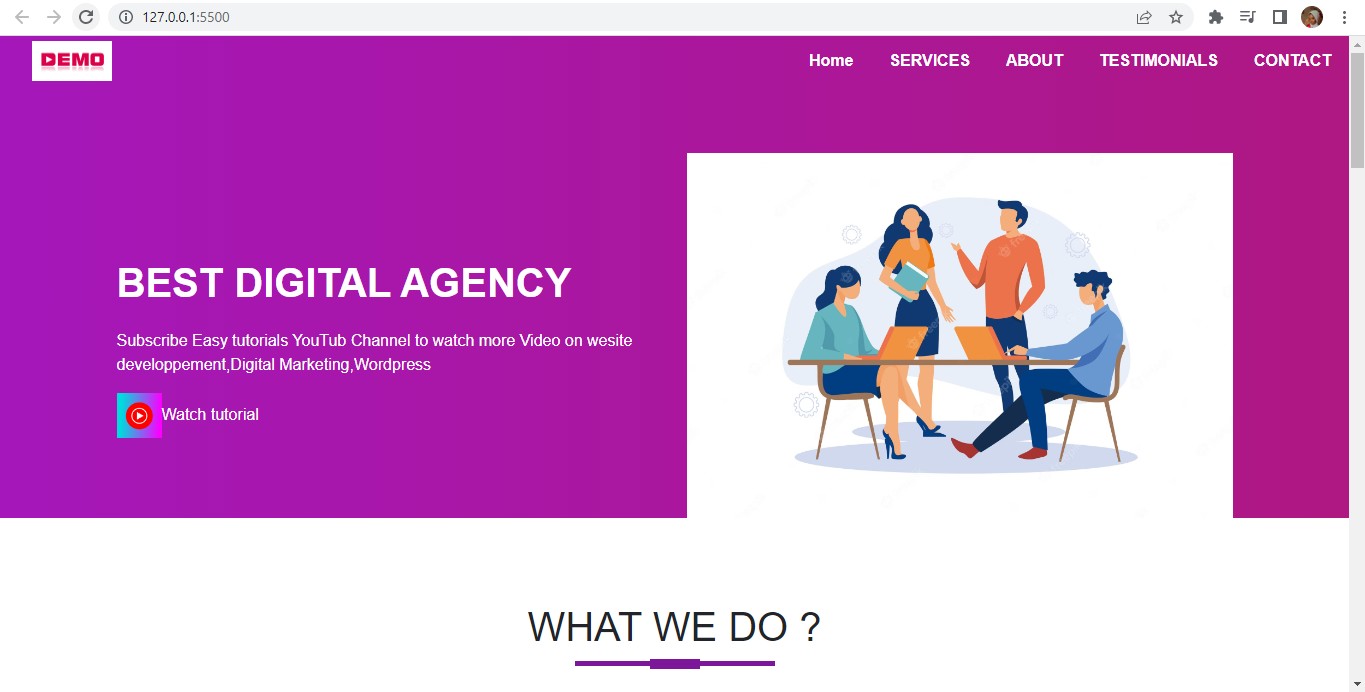 127.0.0.1:5500
DEMO
Home SERVICES ABOUT TESTIMONIALS CONTACT
BEST DIGITAL AGENCY
Subscribe Easy tutorials YouTub Channel to watch more Video on wesite
developpement,Digital Marketing,Wordpress
Watch tutorial
WHAT WE DO ?